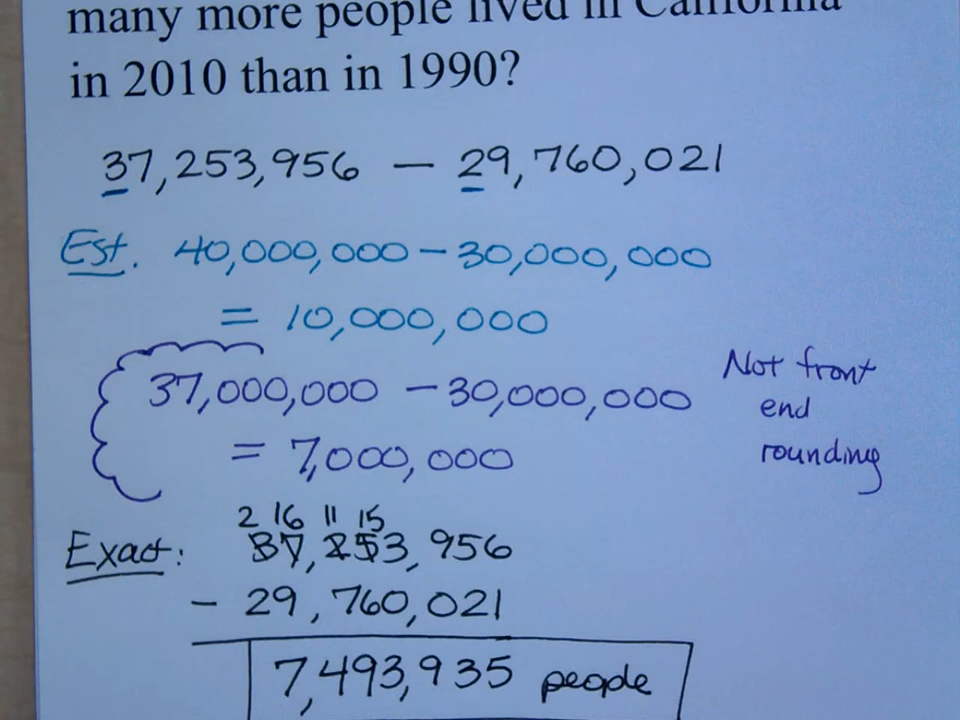 many more people lived in California
in 2010 than in 1990?
37,253,956 — 29,760,021
Est. 40,000,000 - 30,000,000
= 10,000,000
37,000,000 - 30,000,000
= 7,000,000
Not front
end
rounding
2 16 11 15
Exact: 37,253,956
- 29,760,021
7,493,935 people